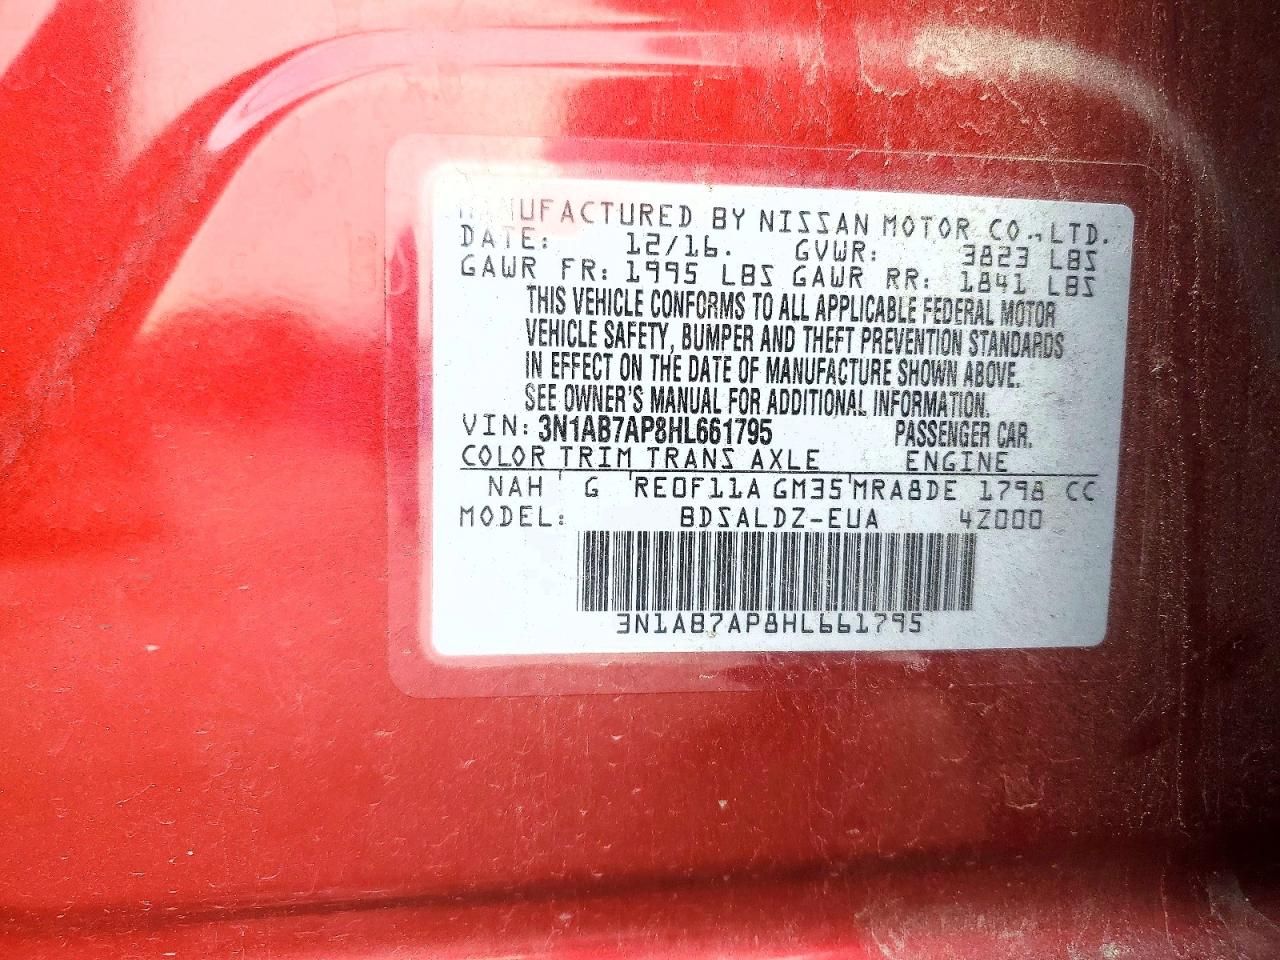 MANUFACTURED BY NISSAN MOTOR CO.,LTD.
DATE: 12/16. GVWR: 3823 LBS
GAWR FR: 1995 LBS GAWR RR: 1841 LBS
THIS VEHICLE CONFORMS TO ALL APPLICABLE FEDERAL MOTOR
VEHICLE SAFETY, BUMPER AND THEFT PREVENTION STANDARDS
IN EFFECT ON THE DATE OF MANUFACTURE SHOWN ABOVE.
SEE OWNER'S MANUAL FOR ADDITIONAL INFORMATION.
VIN: 3N1AB7AP8HL661795 PASSENGER CAR.
COLOR TRIM TRANS AXLE ENGINE
NAH G RE0F11A GM35 MRA8DE 1798 CC
MODEL: BDSALDZ-EUA 4Z000
3N1AB7AP8HL661795